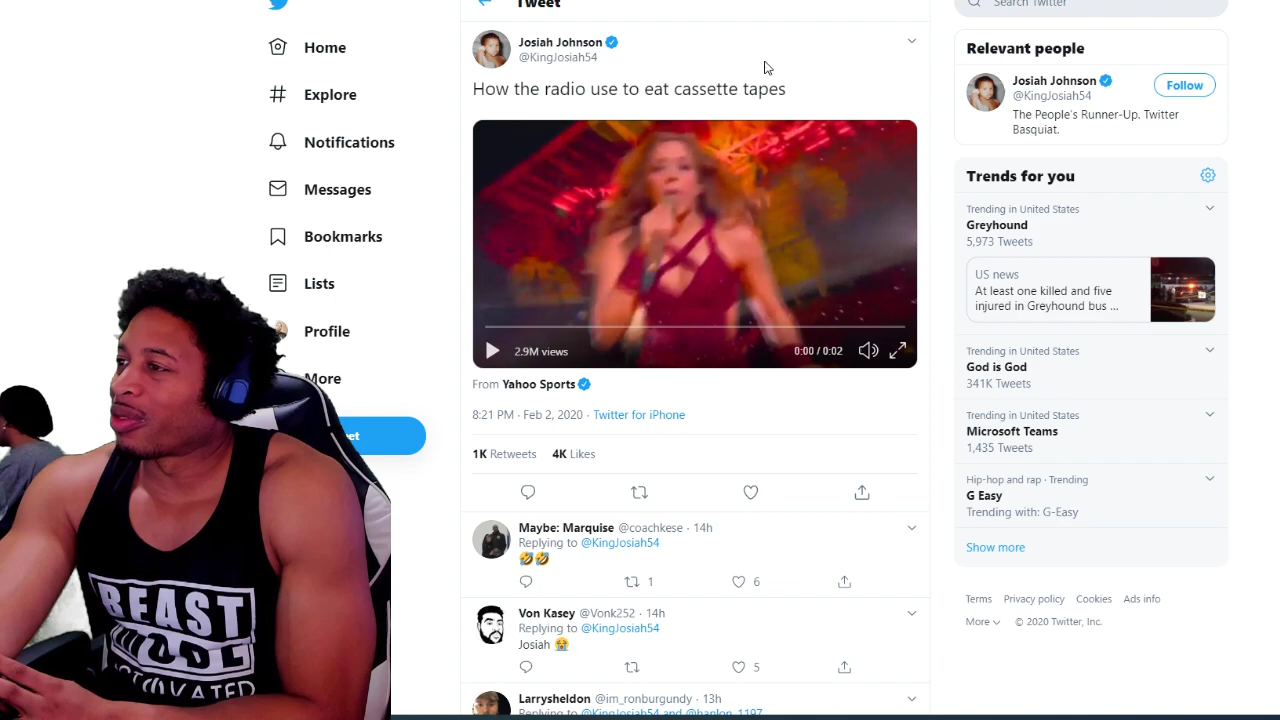 Tweet
Search Twitter
Home
Explore
Notifications
Messages
Bookmarks
Lists
Profile
More
Josiah Johnson
@KingJosiah54
How the radio use to eat cassette tapes
2.9M views
0:00 / 0:02
From Yahoo Sports
8:21 PM · Feb 2, 2020 · Twitter for iPhone
1K Retweets 4K Likes
Maybe: Marquise @coachkese · 14h
Replying to @KingJosiah54
🤣🤣
1 6
Von Kasey @Vonk252 · 14h
Replying to @KingJosiah54
Josiah 😭
5
Larrysheldon @im_ronburgundy · 13h
Replying to @KingJosiah54 and @hanlon_1197
Relevant people
Josiah Johnson
@KingJosiah54
Follow
The People's Runner-Up. Twitter
Basquiat.
Trends for you
Trending in United States
Greyhound
5,973 Tweets
US news
At least one killed and five
injured in Greyhound bus ...
Trending in United States
God is God
341K Tweets
Trending in United States
Microsoft Teams
1,435 Tweets
Hip-hop and rap · Trending
G Easy
Trending with: G-Easy
Show more
Terms Privacy policy Cookies Ads info
More © 2020 Twitter, Inc.
BEAST
MODE
MOTIVATED